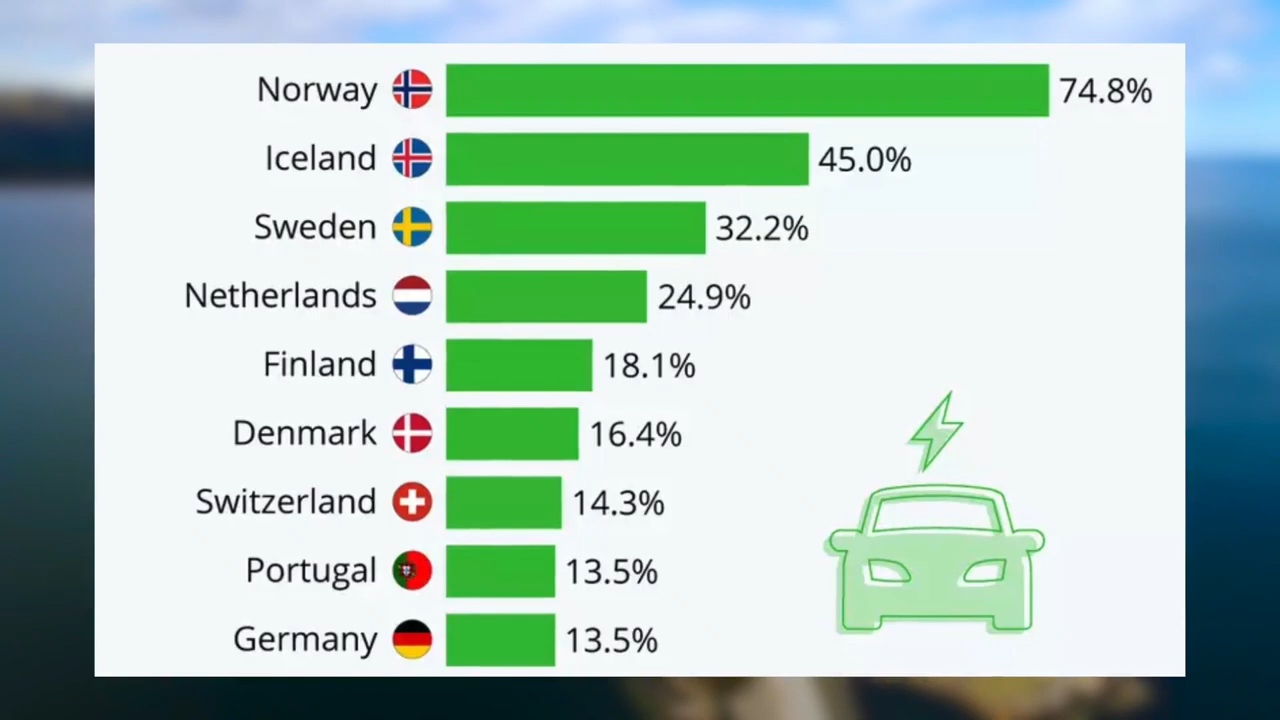 Norway 74.8%
Iceland 45.0%
Sweden 32.2%
Netherlands 24.9%
Finland 18.1%
Denmark 16.4%
Switzerland 14.3%
Portugal 13.5%
Germany 13.5%